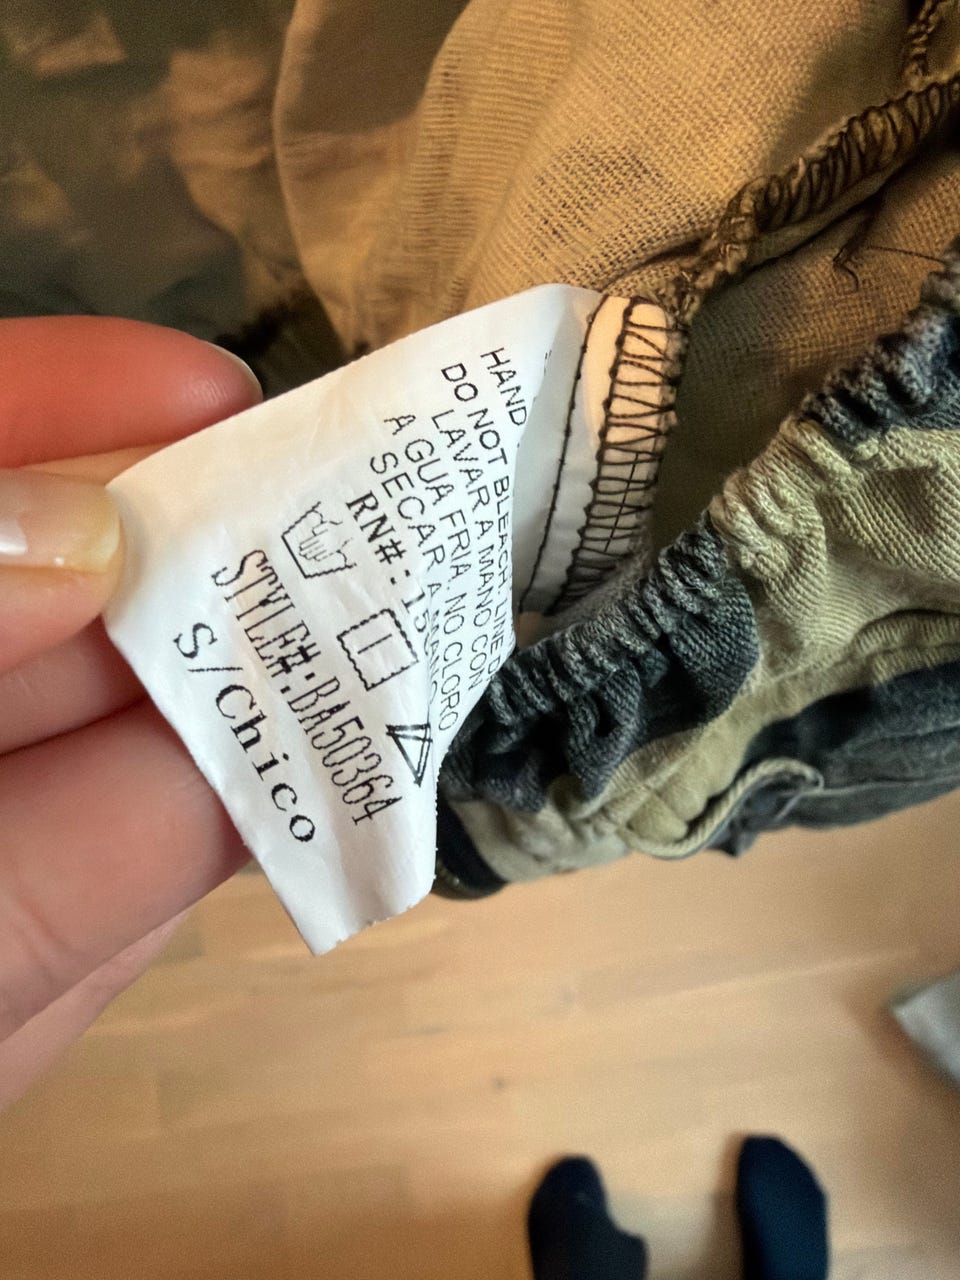 HAND
DO NOT BLEACH. LINE
LAVAR A MANO CON
A GUA FRIA. NO CLORO
SECAR A
RN#:
STYLE#:BA50364
S/Chico